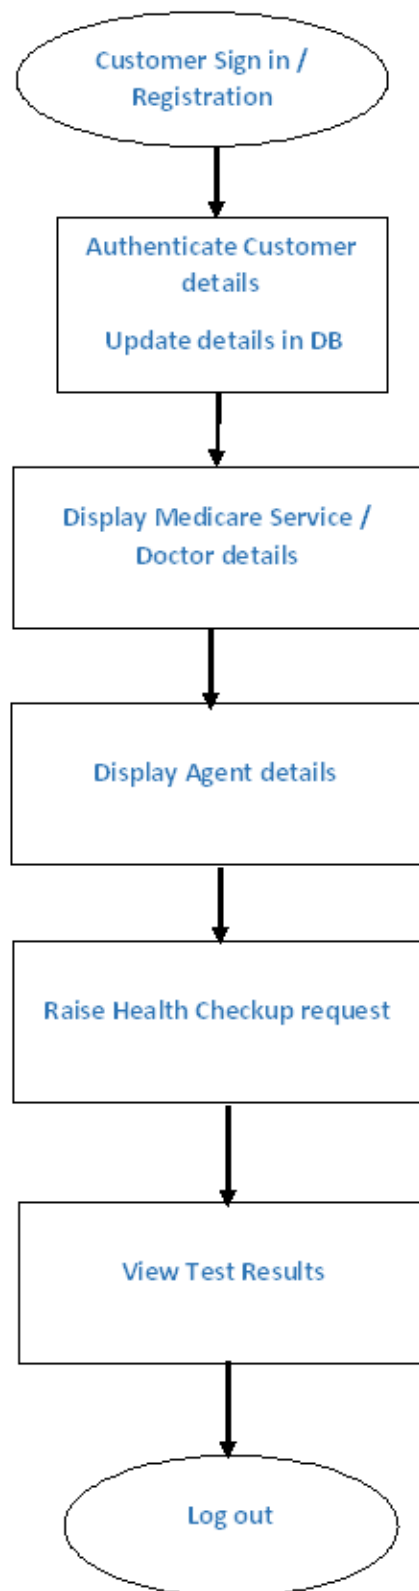 Customer Sign in /
Registration
Authenticate Customer
details
Update details in DB
Display Medicare Service /
Doctor details
Display Agent details
Raise Health Checkup request
View Test Results
Log out